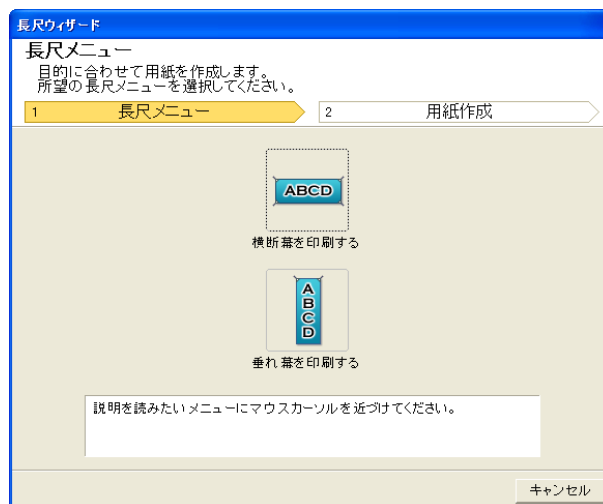 長尺ウィザード
長尺メニュー
目的に合わせて用紙を作成します。
所望の長尺メニューを選択してください。
1 長尺メニュー 2 用紙作成
ABCD
横断幕を印刷する
A
B
C
D
垂れ幕を印刷する
説明を読みたいメニューにマウスカーソルを近づけてください。
キャンセル